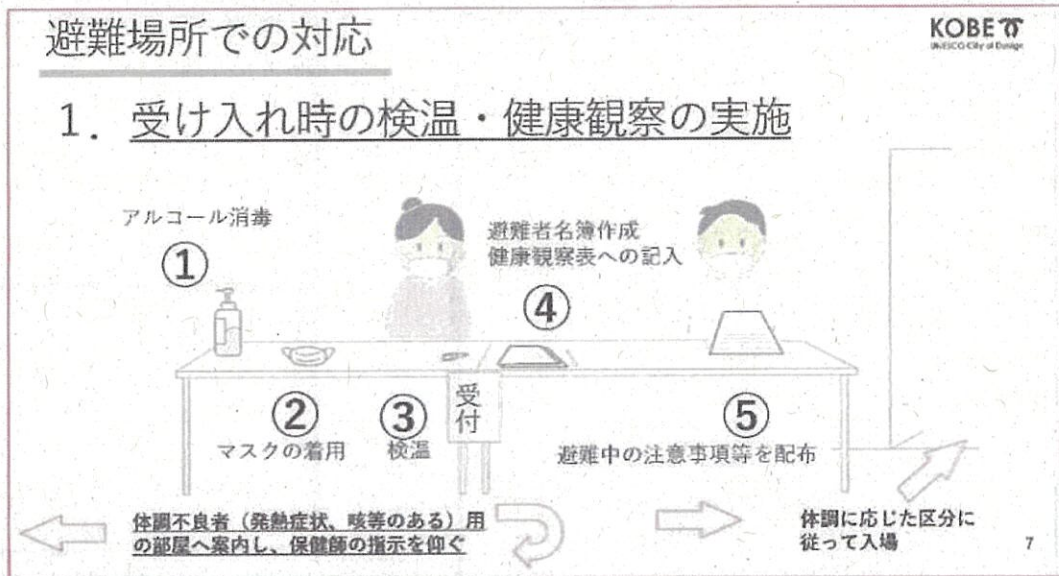 避難場所での対応
KOBE
UNESCO City of Design
1. 受け入れ時の検温・健康観察の実施
アルコール消毒
①
避難者名簿作成
健康観察表への記入
④
受付
②
マスクの着用
③
検温
⑤
避難中の注意事項等を配布
体調不良者(発熱症状、咳等のある)用
の部屋へ案内し、保健師の指示を仰ぐ
体調に応じた区分に
従って入場
7